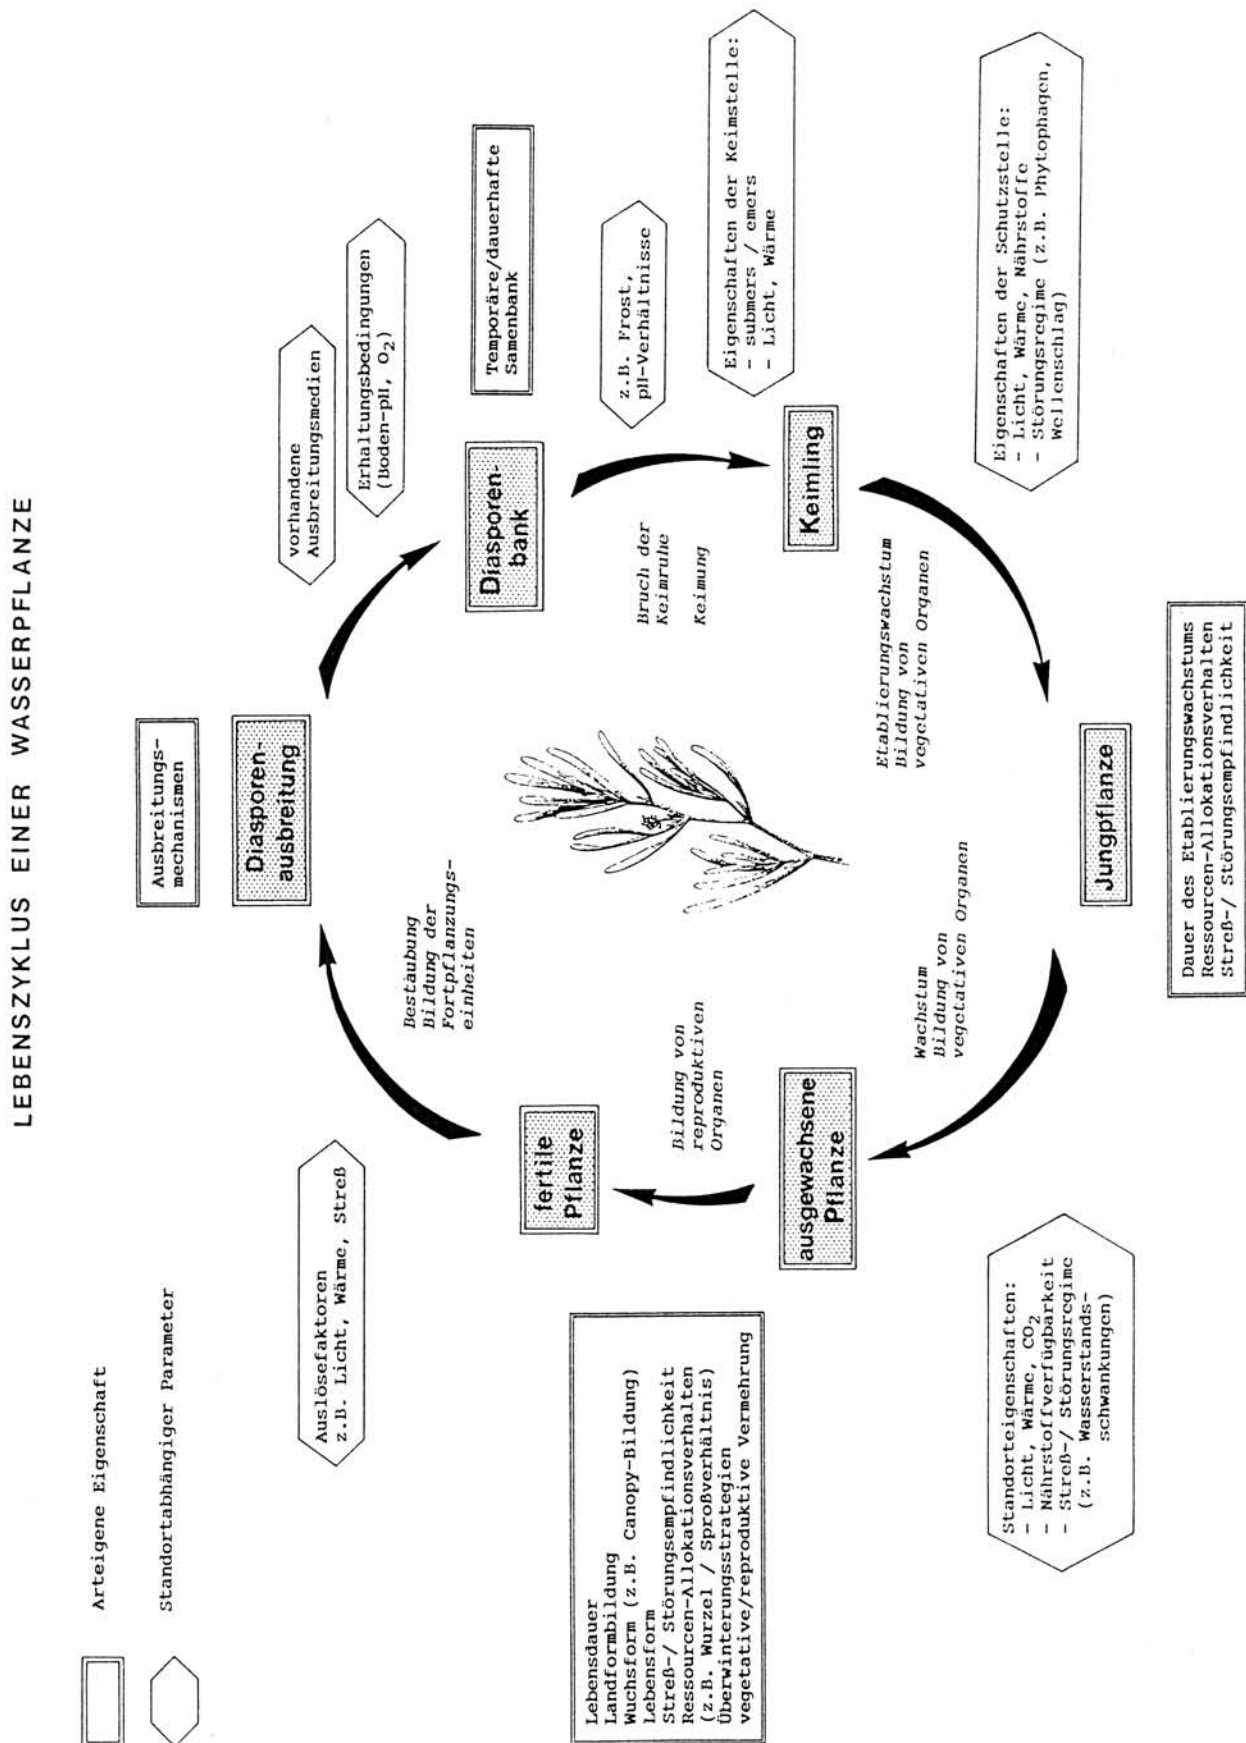 LEBENSZYKLUS EINER WASSERPFLANZE
Arteigene Eigenschaft
Standortabhängiger Parameter
Ausbreitungs-
mechanismen
Diasporen-
ausbreitung
vorhandene
Ausbreitungsmedien
Erhaltungsbedingungen
(Boden-pH, O2)
Diasporen-
bank
Temporäre/dauerhafte
Samenbank
Bruch der
Keimruhe
Keimung
z.B. Frost,
pH-Verhältnisse
Keimling
Eigenschaften der Keimstelle:
- submers / emers
- Licht, Wärme
Etablierungswachstum
Bildung von
vegetativen Organen
Eigenschaften der Schutzstelle:
- Licht, Wärme, Nährstoffe
- Störungsregime (z.B. Phytophagen,
Wellenschlag)
Jungpflanze
Dauer des Etablierungswachstums
Ressourcen-Allokationsverhalten
Streß-/ Störungsempfindlichkeit
Wachstum
Bildung von
vegetativen Organen
Standorteigenschaften:
- Licht, Wärme, CO2
- Nährstoffverfügbarkeit
- Streß-/ Störungsregime
(z.B. Wasserstands-
schwankungen)
ausgewachsene
Pflanze
Lebensdauer
Landformbildung
Wuchsform (z.B. Canopy-Bildung)
Lebensform
Streß-/ Störungsempfindlichkeit
Ressourcen-Allokationsverhalten
(z.B. Wurzel / Sproßverhältnis)
Überwinterungsstrategien
vegetative/reproduktive Vermehrung
Bildung von
reproduktiven
Organen
fertile
Pflanze
Auslösefaktoren
z.B. Licht, Wärme, Streß
Bestäubung
Bildung der
Fortpflanzungs-
einheiten